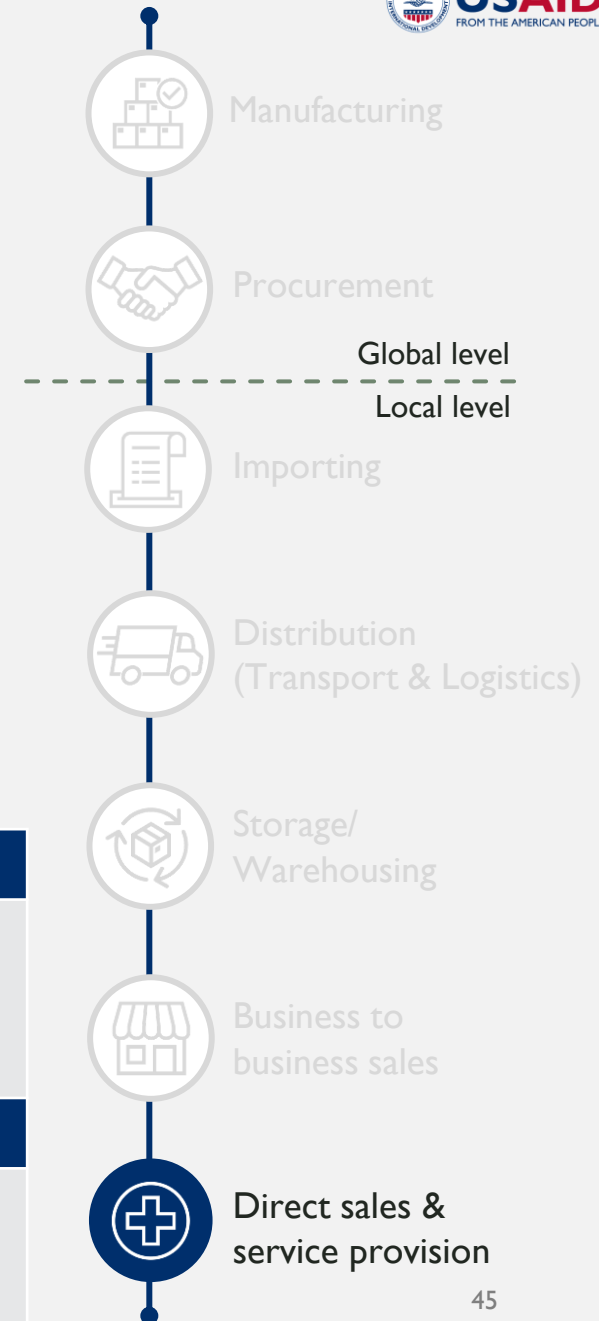 USAID
FROM THE AMERICAN PEOPL
Manufacturing
Procurement
Global level
Local level
Importing
Distribution
(Transport & Logistics)
Storage/
Warehousing
Business to
business sales
Direct sales &
service provision
45